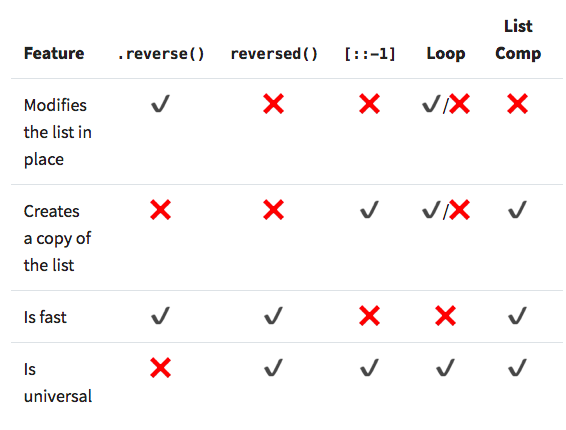 Feature .reverse() reversed() [::-1] Loop List Comp
Modifies the list in place ✔ ❌ ❌ ✔/❌ ❌
Creates a copy of the list ❌ ❌ ✔ ✔/❌ ✔
Is fast ✔ ✔ ❌ ❌ ✔
Is universal ❌ ✔ ✔ ✔ ✔